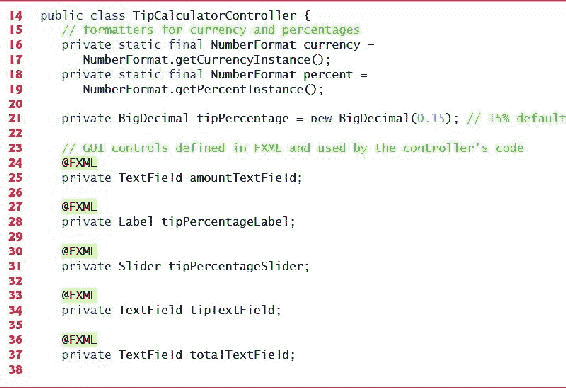 14 public class TipCalculatorController {
15 // formatters for currency and percentages
16 private static final NumberFormat currency =
17 NumberFormat.getCurrencyInstance();
18 private static final NumberFormat percent =
19 NumberFormat.getPercentInstance();
20
21 private BigDecimal tipPercentage = new BigDecimal(0.15); // 15% default
22
23 // GUI controls defined in FXML and used by the controller's code
24 @FXML
25 private TextField amountTextField;
26
27 @FXML
28 private Label tipPercentageLabel;
29
30 @FXML
31 private Slider tipPercentageSlider;
32
33 @FXML
34 private TextField tipTextField;
35
36 @FXML
37 private TextField totalTextField;
38